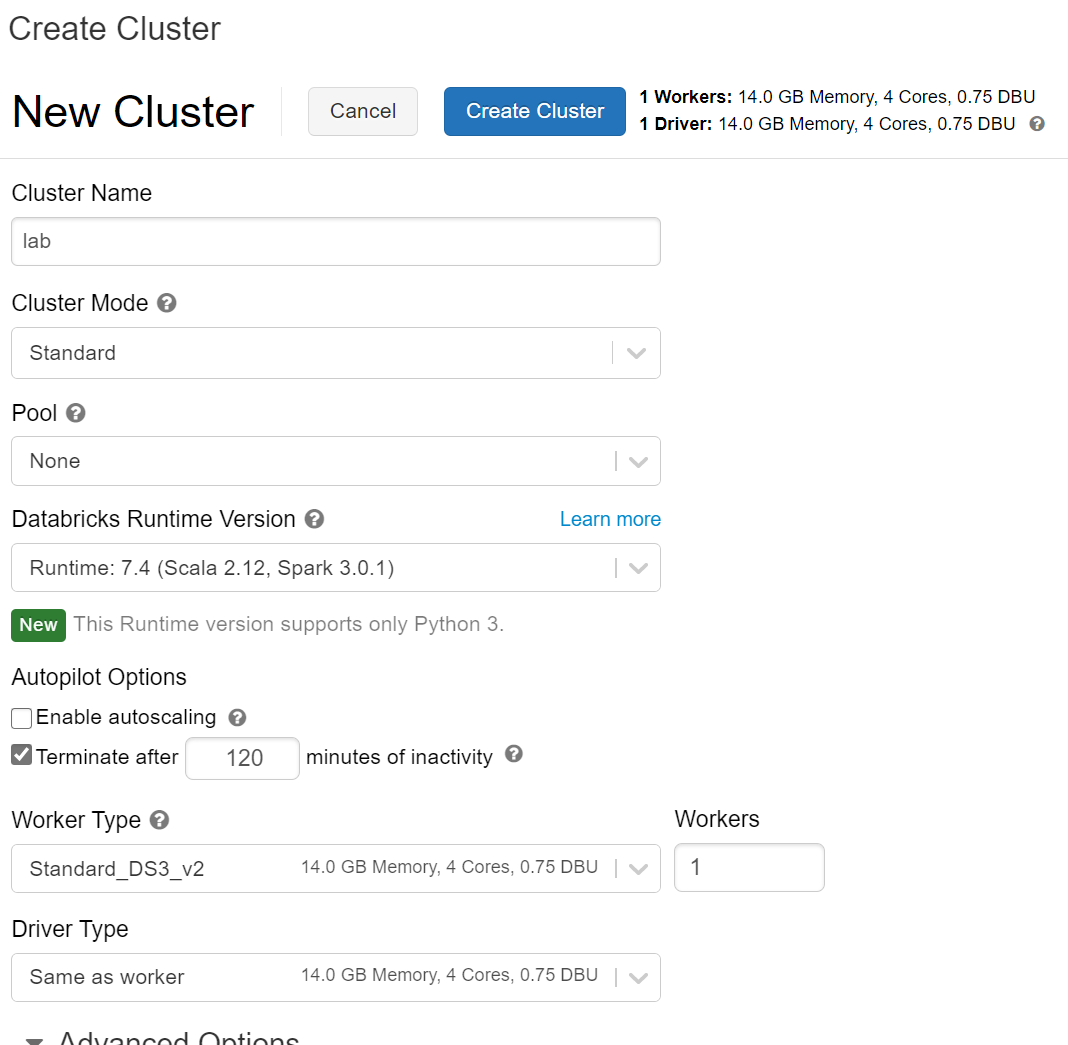 Create Cluster
New Cluster
Cancel
Create Cluster
1 Workers: 14.0 GB Memory, 4 Cores, 0.75 DBU
1 Driver: 14.0 GB Memory, 4 Cores, 0.75 DBU
Cluster Name
lab
Cluster Mode
Standard
Pool
None
Databricks Runtime Version
Learn more
Runtime: 7.4 (Scala 2.12, Spark 3.0.1)
New This Runtime version supports only Python 3.
Autopilot Options
Enable autoscaling
Terminate after 120 minutes of inactivity
Worker Type
Workers
Standard_DS3_v2 14.0 GB Memory, 4 Cores, 0.75 DBU
1
Driver Type
Same as worker 14.0 GB Memory, 4 Cores, 0.75 DBU
Advanced Options